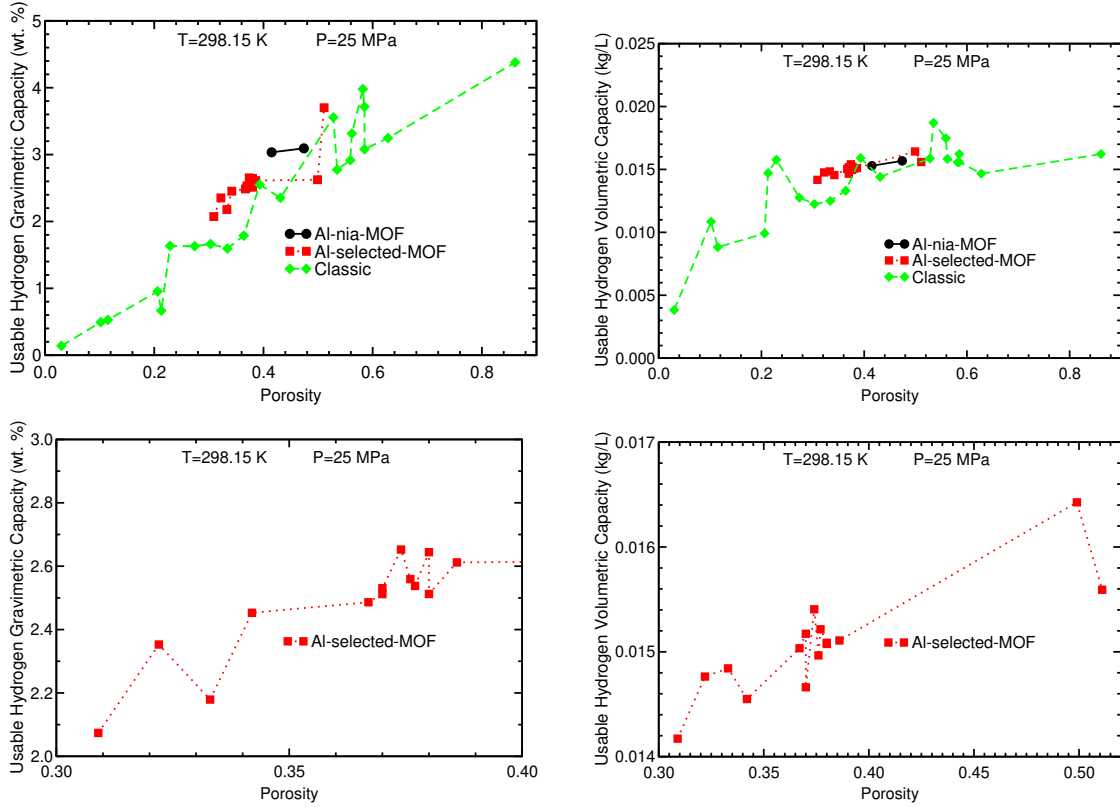 Usable Hydrogen Gravimetric Capacity (wt. %)
5
4
3
2
1
0
T=298.15 K P=25 MPa
Al-nia-MOF
Al-selected-MOF
Classic
0.0 0.2 0.4 0.6 0.8
Porosity
Usable Hydrogen Volumetric Capacity (kg/L)
0.025
0.020
0.015
0.010
0.005
0.000
T=298.15 K P=25 MPa
Al-nia-MOF
Al-selected-MOF
Classic
0.0 0.2 0.4 0.6 0.8
Porosity
Usable Hydrogen Gravimetric Capacity (wt. %)
3.0
2.8
2.6
2.4
2.2
2.0
T=298.15 K P=25 MPa
Al-selected-MOF
0.30 0.35 0.40
Porosity
Usable Hydrogen Volumetric Capacity (kg/L)
0.017
0.016
0.015
0.014
T=298.15 K P=25 MPa
Al-selected-MOF
0.30 0.35 0.40 0.45 0.50
Porosity